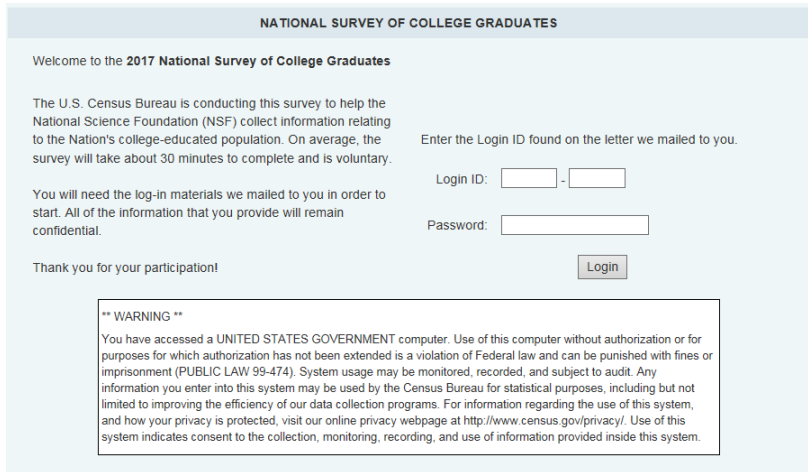 NATIONAL SURVEY OF COLLEGE GRADUATES
Welcome to the 2017 National Survey of College Graduates
The U.S. Census Bureau is conducting this survey to help the
National Science Foundation (NSF) collect information relating
to the Nation's college-educated population. On average, the
survey will take about 30 minutes to complete and is voluntary.
You will need the log-in materials we mailed to you in order to
start. All of the information that you provide will remain
confidential.
Thank you for your participation!
Enter the Login ID found on the letter we mailed to you.
Login ID: -
Password:
Login
** WARNING **
You have accessed a UNITED STATES GOVERNMENT computer. Use of this computer without authorization or for
purposes for which authorization has not been extended is a violation of Federal law and can be punished with fines or
imprisonment (PUBLIC LAW 99-474). System usage may be monitored, recorded, and subject to audit. Any
information you enter into this system may be used by the Census Bureau for statistical purposes, including but not
limited to improving the efficiency of our data collection programs. For information regarding the use of this system,
and how your privacy is protected, visit our online privacy webpage at http://www.census.gov/privacy/. Use of this
system indicates consent to the collection, monitoring, recording, and use of information provided inside this system.